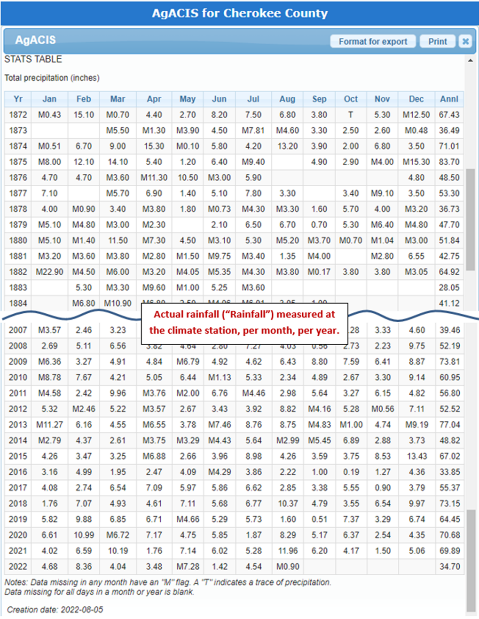 AgACIS for Cherokee County
AgACIS Format for export Print
STATS TABLE
Total precipitation (inches)
Yr Jan Feb Mar Apr May Jun Jul Aug Sep Oct Nov Dec Annl
1872 M0.43 15.10 M0.70 4.40 2.70 8.20 7.50 6.80 3.80 T 5.30 M12.50 67.43
1873 M5.50 M1.30 M3.90 4.50 M7.81 M4.60 3.30 2.50 2.60 M0.48 36.49
1874 M0.51 6.70 9.00 15.30 M0.10 5.80 4.20 13.20 3.90 2.00 6.80 3.50 71.01
1875 M8.00 12.10 14.10 5.40 1.20 6.40 M9.40 4.90 2.90 M4.00 M15.30 83.70
1876 4.70 4.70 M3.60 M11.30 10.50 M3.00 5.90 4.80 48.50
1877 7.10 M5.70 6.90 1.40 5.10 7.80 3.30 3.40 M9.10 3.50 53.30
1878 4.00 M0.90 3.40 M3.80 1.80 M0.73 M4.30 M3.30 1.60 5.70 4.00 M3.20 36.73
1879 M5.10 M4.80 M3.00 M2.30 2.10 6.50 6.70 0.70 5.30 M6.40 M4.80 47.70
1880 M5.10 M1.40 11.50 M7.30 4.50 M3.10 5.30 M5.20 M3.70 M0.70 M1.04 M3.00 51.84
1881 M3.20 M3.60 M3.80 M2.80 M1.50 M9.75 M3.40 1.35 M4.00 M2.80 6.55 42.75
1882 M22.90 M4.50 M6.00 M3.20 M4.05 M5.35 M4.30 M3.80 M0.17 3.80 3.80 M3.05 64.92
1883 5.30 M3.30 M9.60 M1.00 5.25 M3.60 28.05
1884 M6.80 M10.90 41.12
Actual rainfall (“Rainfall”) measured at
the climate station, per month, per year.
2007 M3.57 2.46 3.23 3.33 4.60 39.46
2008 2.69 5.11 6.56 2.23 9.75 52.19
2009 M6.36 3.27 4.91 4.84 M6.79 4.92 4.62 6.43 8.80 7.59 6.41 8.87 73.81
2010 M8.78 7.67 4.21 5.05 6.44 M1.13 5.33 2.34 4.89 2.67 3.30 9.14 60.95
2011 M4.58 2.42 9.96 M3.76 M2.00 6.76 M4.46 2.98 5.64 3.27 6.15 4.82 56.80
2012 5.32 M2.46 5.22 M3.57 2.67 3.43 3.92 8.82 M4.16 5.28 M0.56 7.11 52.52
2013 M11.27 6.16 4.55 M6.55 3.78 M7.46 8.76 8.75 M4.83 M1.00 4.74 M9.19 77.04
2014 M2.79 4.37 2.61 M3.75 M3.29 M4.43 5.64 M2.99 M5.45 6.89 2.88 3.73 48.82
2015 4.26 3.47 3.25 M6.88 2.66 3.96 8.98 4.26 3.59 3.75 8.53 13.43 67.02
2016 3.16 4.99 1.95 2.47 4.09 M4.29 3.86 2.22 1.00 0.19 1.27 4.36 33.85
2017 4.08 2.74 6.54 7.09 5.97 5.86 6.62 2.85 3.38 5.55 0.90 3.79 55.37
2018 1.76 7.07 4.93 4.61 7.11 5.68 6.77 10.37 4.79 3.55 6.54 9.97 73.15
2019 5.82 9.88 6.85 6.71 M4.66 5.29 5.73 1.60 0.51 7.37 3.29 6.74 64.45
2020 6.61 10.99 M6.72 7.17 4.75 5.85 1.87 8.29 5.17 6.37 2.54 4.35 70.68
2021 4.02 6.59 10.19 1.76 7.14 6.02 5.28 11.96 6.20 4.17 1.50 5.06 69.89
2022 4.68 8.36 4.04 3.48 M7.28 1.42 4.54 M0.90 34.70
Notes: Data missing in any month have an "M" flag. A "T" indicates a trace of precipitation.
Data missing for all days in a month or year is blank.
Creation date: 2022-08-05